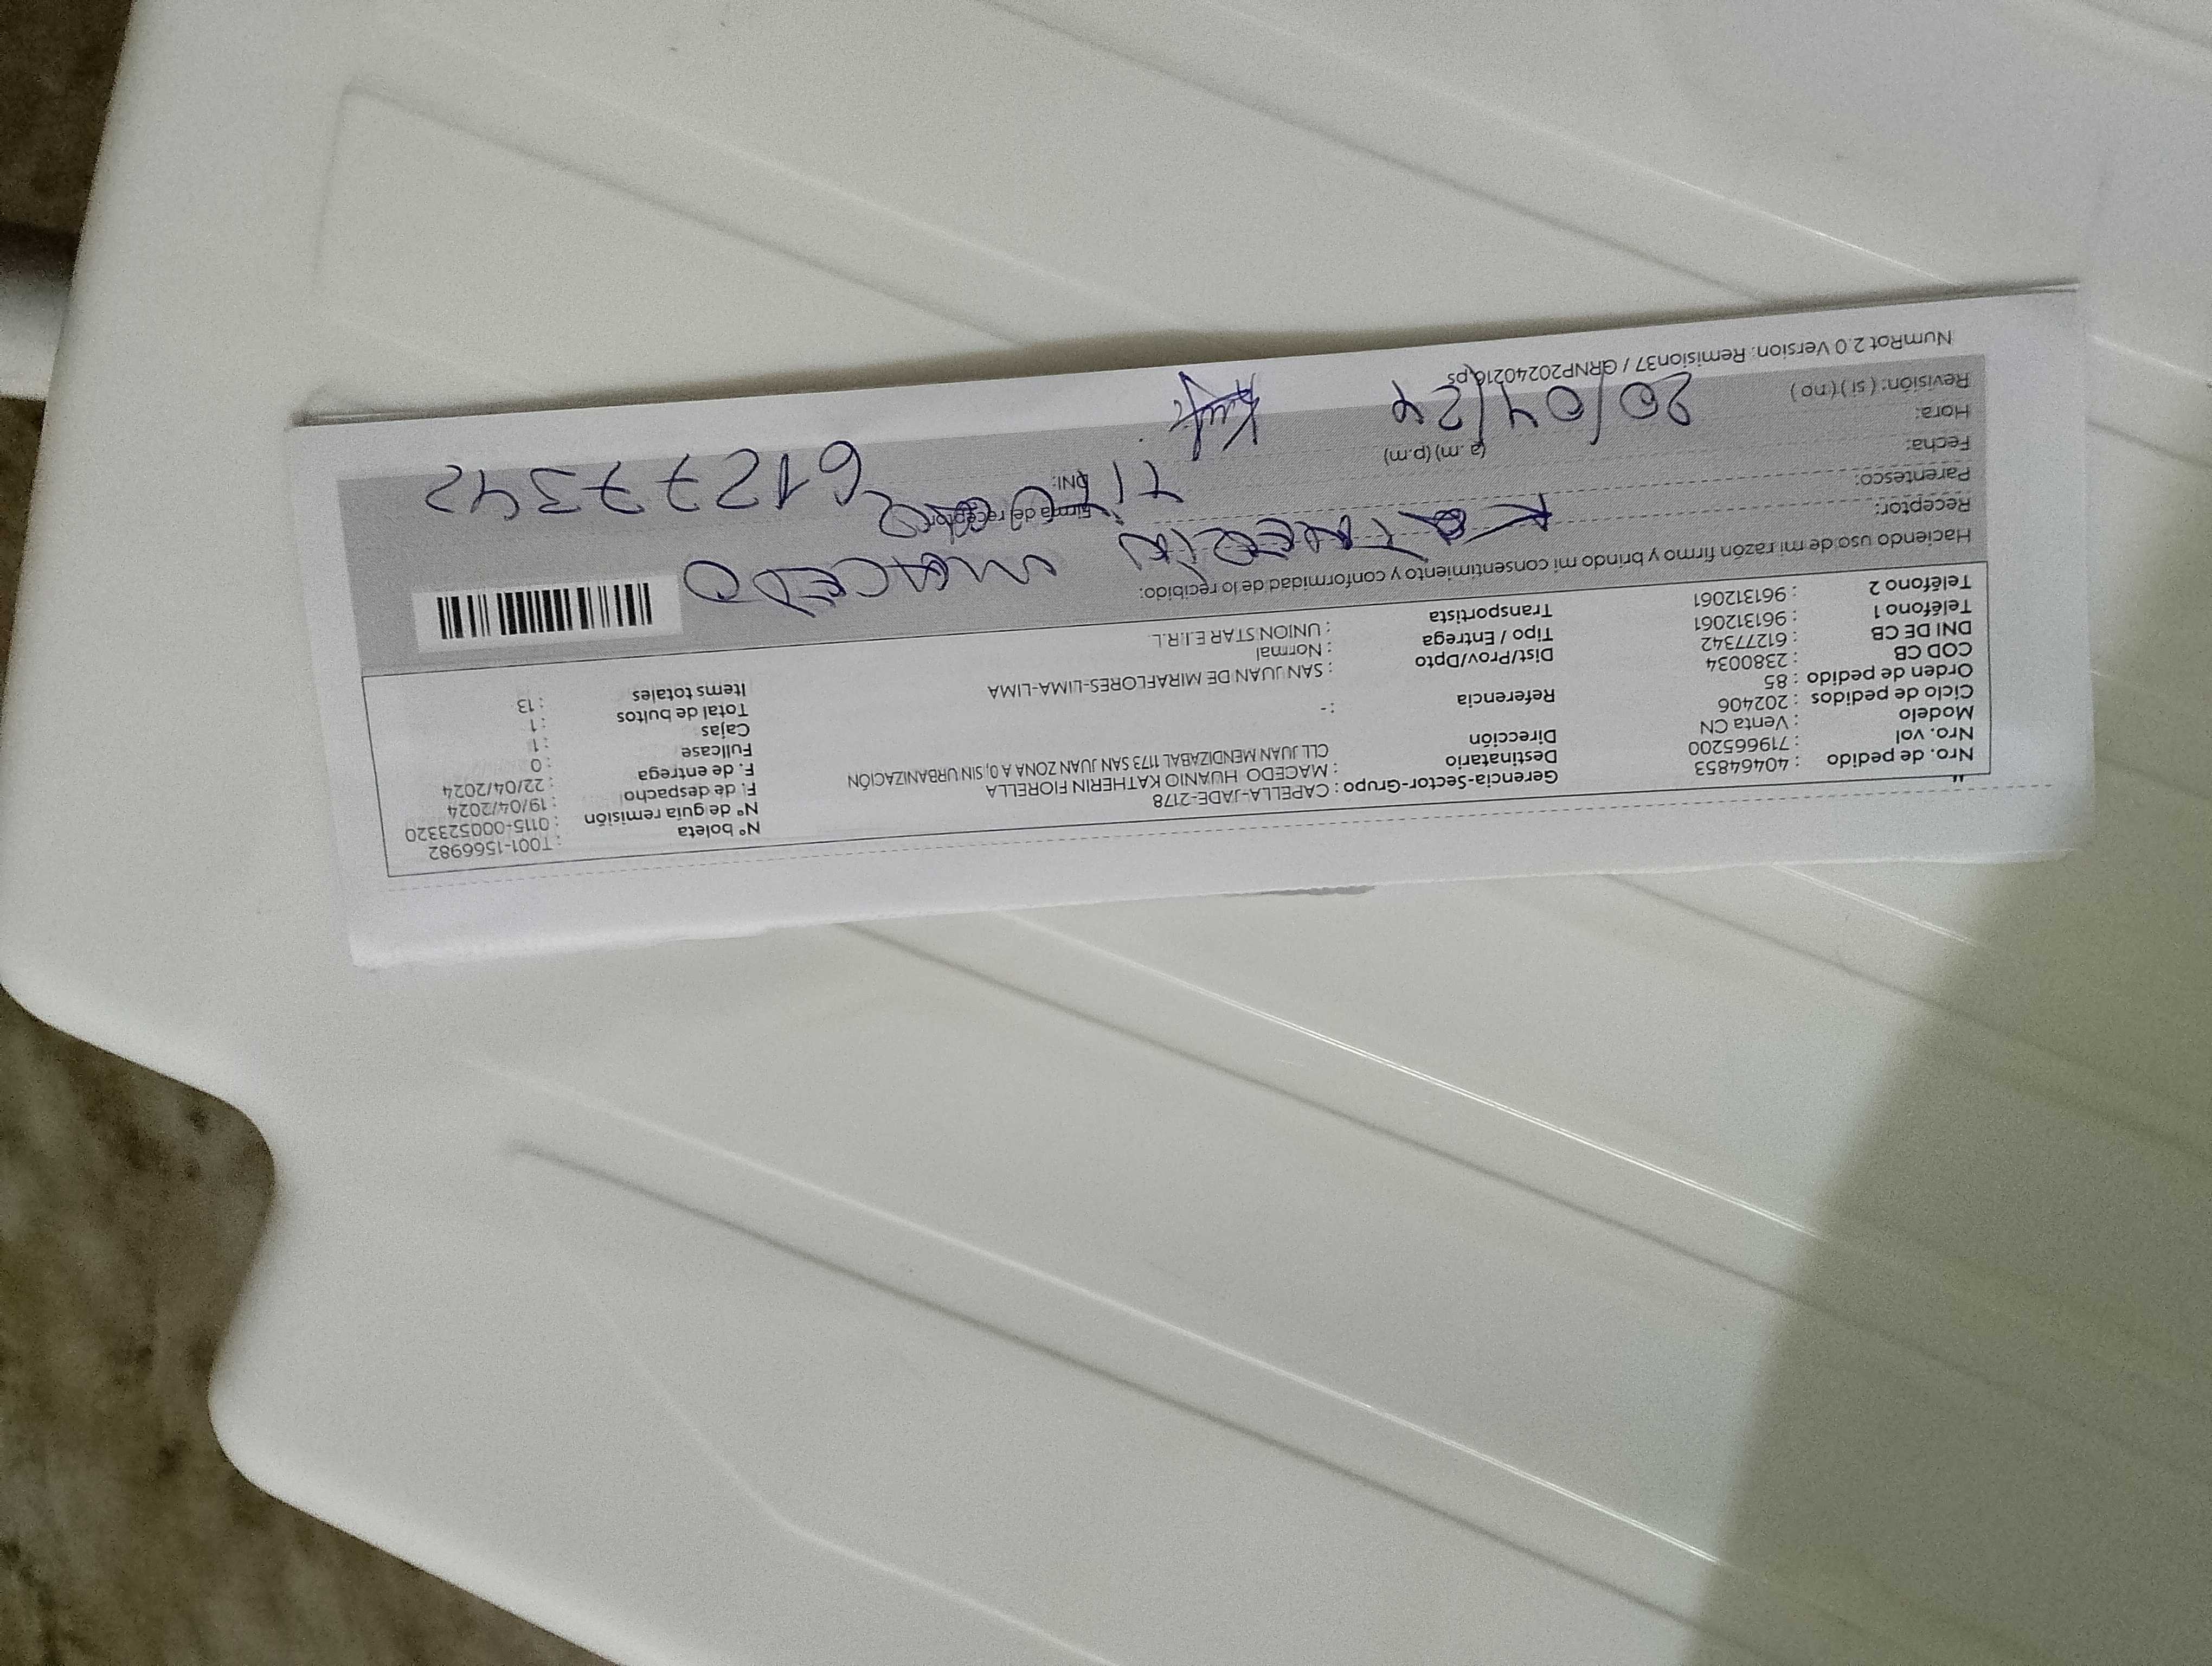 Nro. de pedido : 40464853
Nro. vol : 719665200
Modelo : Venta CN
Ciclo de pedidos : 202406
Orden de pedido : 85
COD CB : 2380034
DNI DE CB : 61277342
Teléfono 1 : 961312061
Teléfono 2 : 961312061
Gerencia-Sector-Grupo : CAPELLA-JADE-2178
Destinatario : MACEDO HUANIO KATHERIN FIORELLA
Dirección CLL JUAN MENDIZABAL 1173 SAN JUAN ZONA A 0, SIN URBANIZACIÓN
Referencia : -
Dist/Prov/Dpto : SAN JUAN DE MIRAFLORES-LIMA-LIMA
Tipo / Entrega : Normal
Transportista : UNION STAR E.I.R.L.
N° boleta : T001-1566982
N° de guia remisión : 0115-000523320
F. de despacho : 19/04/2024
F. de entrega : 22/04/2024
Fullcase : 0
Cajas : 1
Total de bultos : 1
Items totales : 13
Haciendo uso de mi razón firmo y brindo mi consentimiento y conformidad de lo recibido:
Receptor: KATHERIN MACEDO
Parentesco: Firma de receptor:
TITULAR
Fecha: DNI: 61277342
Hora: (a.m) (p.m)
20/04/24
Revisión: ( si ) ( no )
NumRot 2.0 Version: Remision37 / GRNP20240216.ps